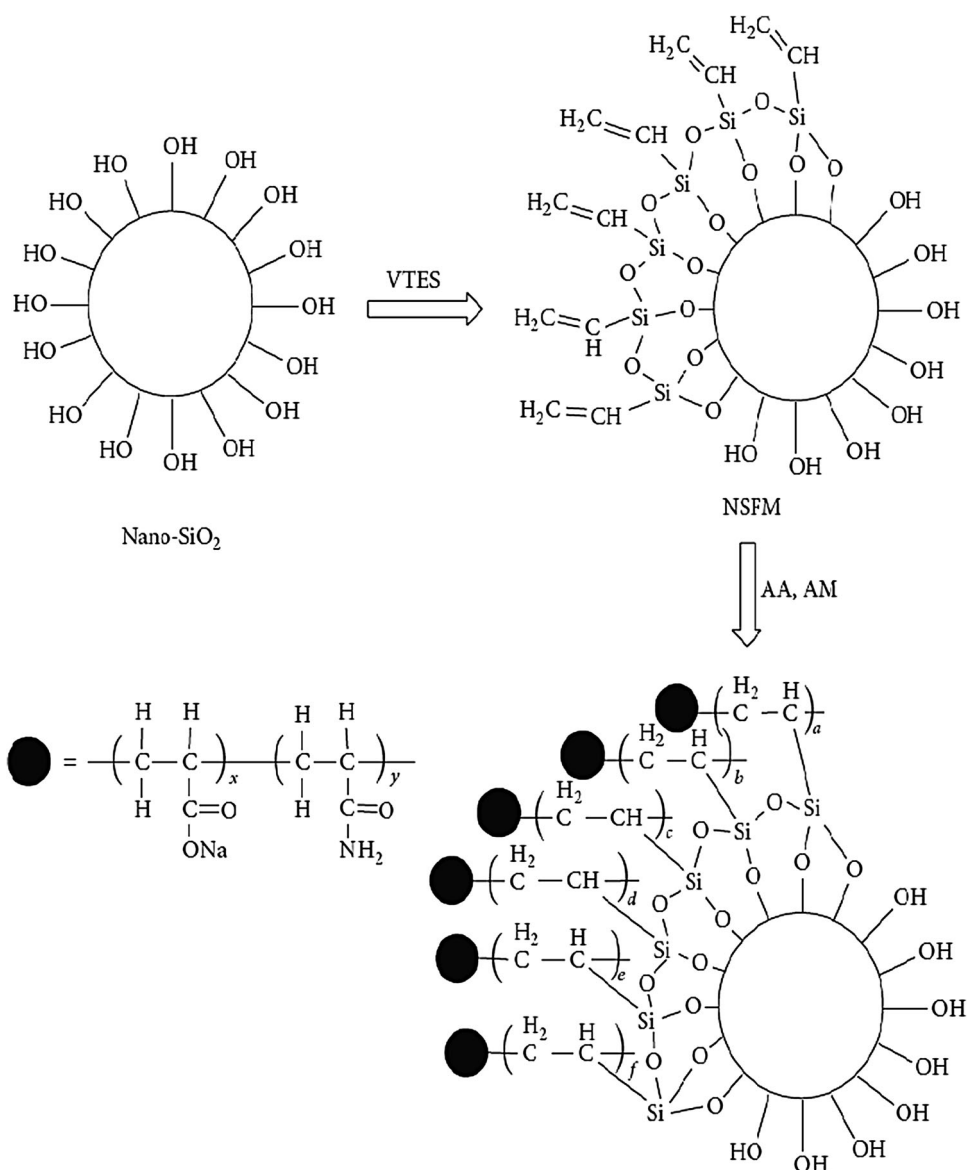 OH
HO
OH
HO
OH
HO
OH
HO
OH
HO
OH
HO
OH
HO
OH
OH
Nano-SiO₂
VTES
H₂C
CH
H₂C
CH
H₂C
CH
H₂C
CH
H₂C
C
H
H₂C
CH
Si
O
Si
O
Si
O
Si
O
Si
O
Si
O
O
O
O
O
O
O
O
OH
OH
OH
OH
OH
OH
OH
HO
NSFM
AA, AM
=
H H
( C C )x
H C=O
ONa
H H
( C C )y
H C=O
NH₂
H₂ H
( C C )a
H₂ H
( C C )b
H₂
( C CH )c
H₂
( C CH )d
H₂ H
( C C )e
H₂ H
( C C )f
Si
O
Si
O
Si
O
Si
O
Si
O
Si
O
O
O
O
O
O
O
O
OH
OH
OH
OH
OH
OH
OH
HO